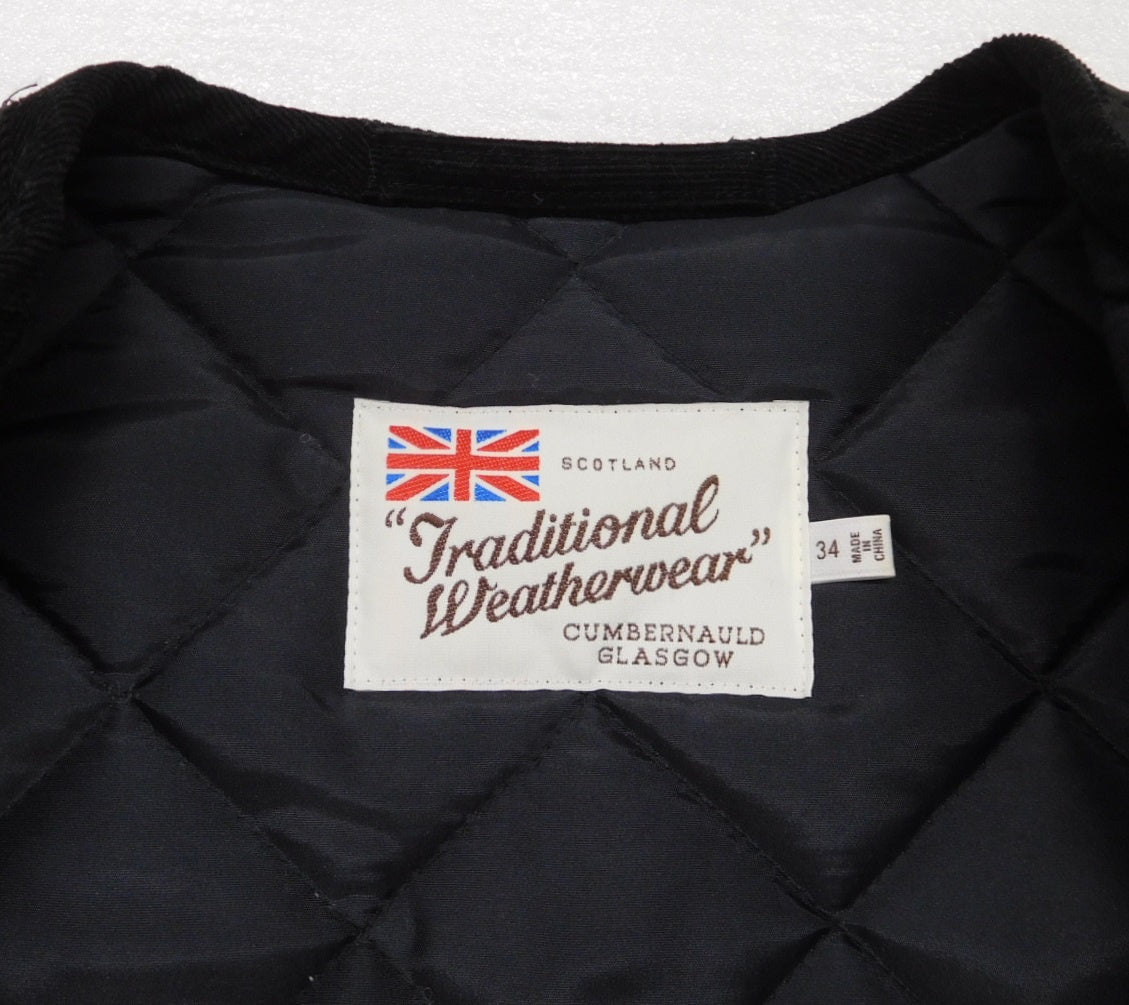 SCOTLAND
"Traditional
Weatherwear"
CUMBERNAULD
GLASGOW
34
MADE
IN
CHINA